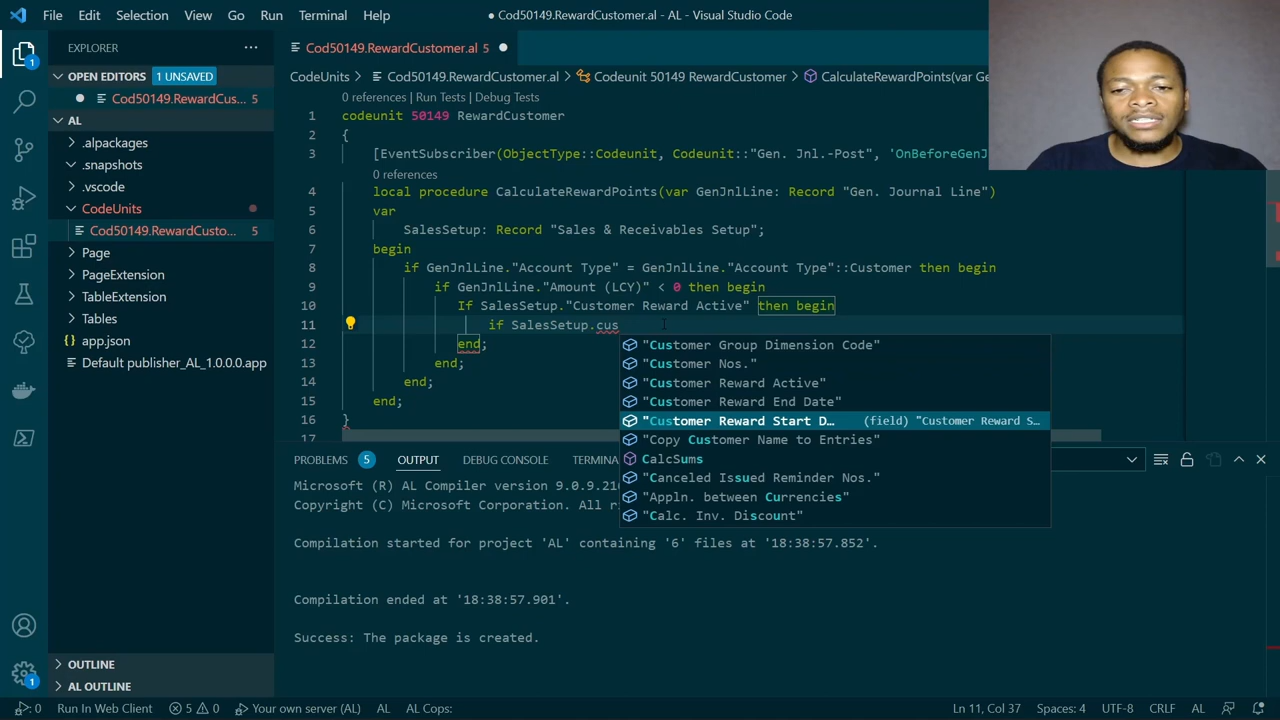 File Edit Selection View Go Run Terminal Help
● Cod50149.RewardCustomer.al - AL - Visual Studio Code
EXPLORER
Cod50149.RewardCustomer.al 5
OPEN EDITORS 1 UNSAVED
CodeUnits > Cod50149.RewardCustomer.al > Codeunit 50149 RewardCustomer > CalculateRewardPoints(var Ge
Cod50149.RewardCus... 5
0 references | Run Tests | Debug Tests
AL
1 codeunit 50149 RewardCustomer
.alpackages
2 {
.snapshots
3 [EventSubscriber(ObjectType::Codeunit, Codeunit::"Gen. Jnl.-Post", 'OnBeforeGenJ
0 references
.vscode
4 local procedure CalculateRewardPoints(var GenJnlLine: Record "Gen. Journal Line")
CodeUnits
5 var
Cod50149.RewardCusto... 5
6 SalesSetup: Record "Sales & Receivables Setup";
Page
7 begin
PageExtension
8 if GenJnlLine."Account Type" = GenJnlLine."Account Type"::Customer then begin
TableExtension
9 if GenJnlLine."Amount (LCY)" < 0 then begin
Tables
10 If SalesSetup."Customer Reward Active" then begin
app.json
11 if SalesSetup.cus
Default publisher_AL_1.0.0.0.app
12 end;
13 end;
14 end;
15 end;
16 }
17
"Customer Group Dimension Code"
"Customer Nos."
"Customer Reward Active"
"Customer Reward End Date"
"Customer Reward Start D... (field) "Customer Reward S...
"Copy Customer Name to Entries"
CalcSums
"Canceled Issued Reminder Nos."
"Appln. between Currencies"
"Calc. Inv. Discount"
PROBLEMS 5 OUTPUT DEBUG CONSOLE TERMINA
Microsoft (R) AL Compiler version 9.0.9.21
Copyright (C) Microsoft Corporation. All ri
Compilation started for project 'AL' containing '6' files at '18:38:57.852'.
Compilation ended at '18:38:57.901'.
Success: The package is created.
OUTLINE
AL OUTLINE
1
1
0 Run In Web Client 5 0 Your own server (AL) AL AL Cops: Ln 11, Col 37 Spaces: 4 UTF-8 CRLF AL